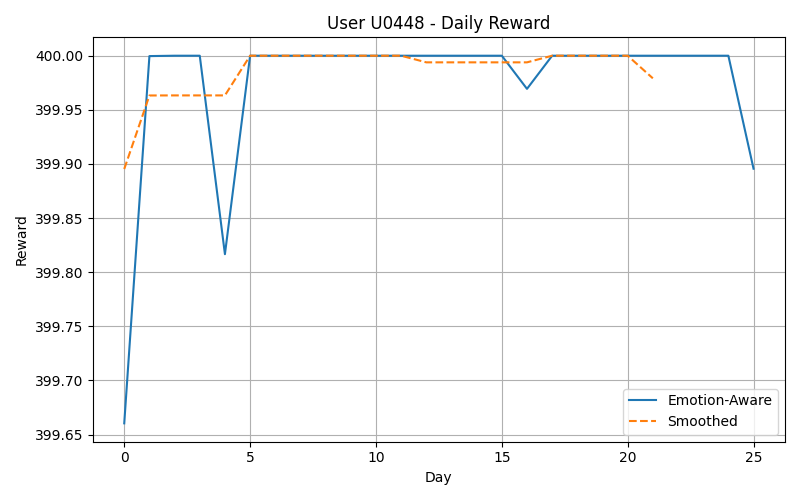 User U0448 - Daily Reward
400.00
399.95
399.90
399.85
399.80
399.75
399.70
399.65
Reward
0 5 10 15 20 25
Day
Emotion-Aware
Smoothed